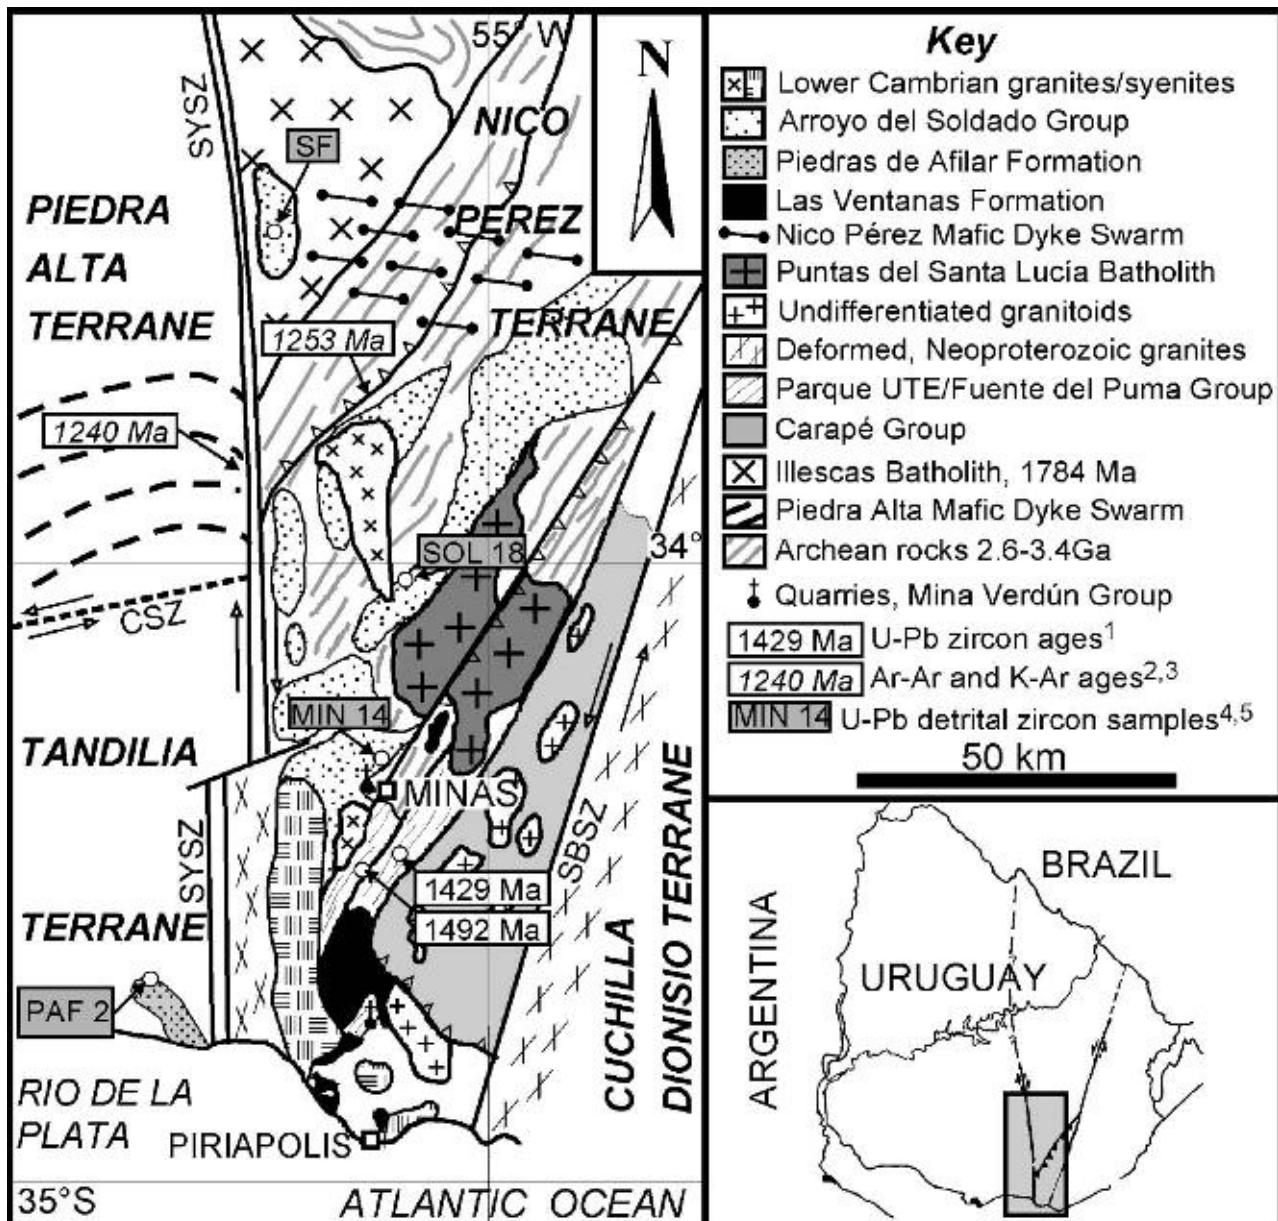 55° W
N
SYSZ
NICO
SF
PIEDRA
ALTA
TERRANE
PEREZ
TERRANE
1253 Ma
1240 Ma
34°
SOL 18
CSZ
MIN 14
TANDILIA
MINAS
SYSZ
SBSZ
1429 Ma
1492 Ma
TERRANE
CUCHILLA
DIONISIO TERRANE
PAF 2
RIO DE LA
PLATA
PIRIAPOLIS
35°S
ATLANTIC OCEAN
Key
Lower Cambrian granites/syenites
Arroyo del Soldado Group
Piedras de Afilar Formation
Las Ventanas Formation
Nico Pérez Mafic Dyke Swarm
Puntas del Santa Lucía Batholith
Undifferentiated granitoids
Deformed, Neoproterozoic granites
Parque UTE/Fuente del Puma Group
Carapé Group
Illescas Batholith, 1784 Ma
Piedra Alta Mafic Dyke Swarm
Archean rocks 2.6-3.4Ga
Quarries, Mina Verdún Group
1429 Ma U-Pb zircon ages¹
1240 Ma Ar-Ar and K-Ar ages²,³
MIN 14 U-Pb detrital zircon samples⁴,⁵
50 km
BRAZIL
ARGENTINA
URUGUAY